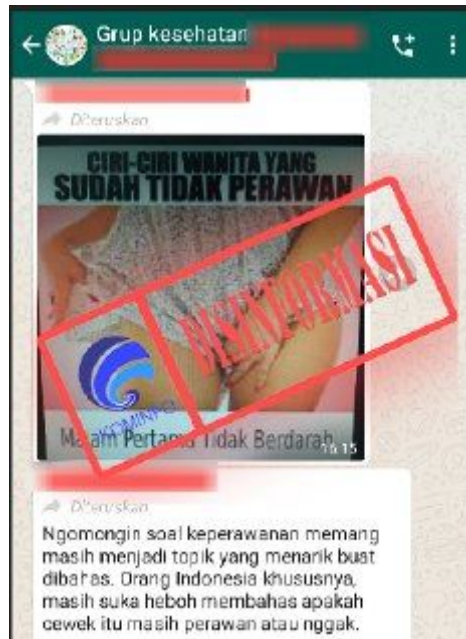 Grup kesehatan
Diteruskan
CIRI-CIRI WANITA YANG
SUDAH TIDAK PERAWAN
DISINFORMASI
KOMINFO
Malam Pertama Tidak Berdarah
16.15
Diteruskan
Ngomongin soal keperawanan memang
masih menjadi topik yang menarik buat
dibahas. Orang Indonesia khususnya,
masih suka heboh membahas apakah
cewek itu masih perawan atau nggak.